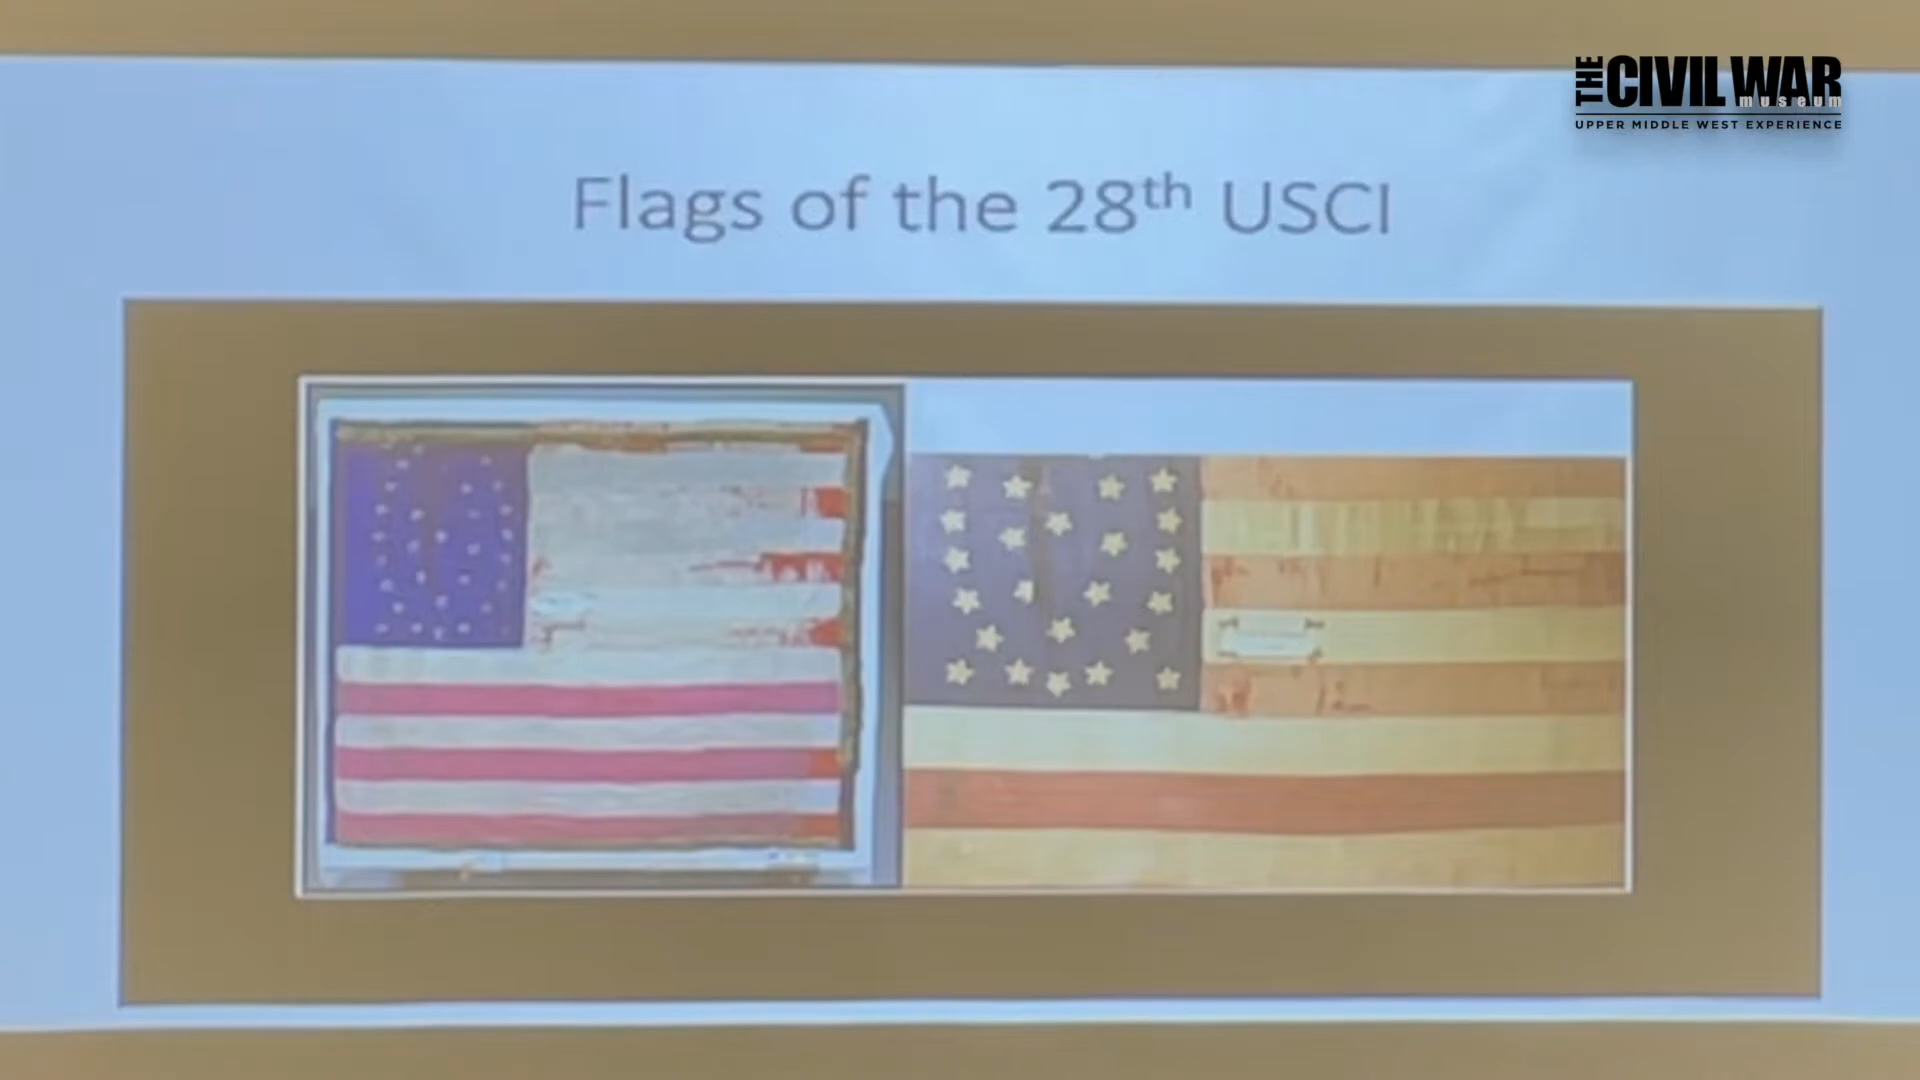 THE CIVIL WAR
museum
UPPER MIDDLE WEST EXPERIENCE
Flags of the 28th USCI